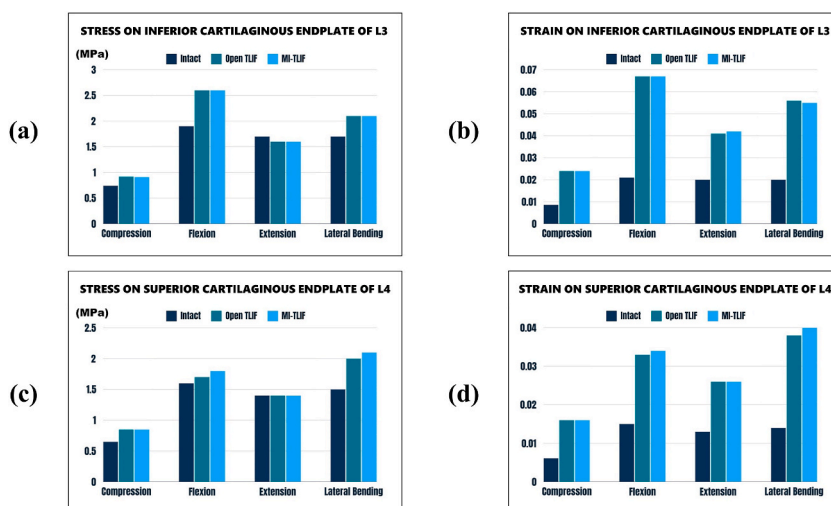 (a)
STRESS ON INFERIOR CARTILAGINOUS ENDPLATE OF L3
(MPa)
Intact Open TLIF MI-TLIF
3
2.5
2
1.5
1
0.5
0
Compression Flexion Extension Lateral Bending
(b)
STRAIN ON INFERIOR CARTILAGINOUS ENDPLATE OF L3
Intact Open TLIF MI-TLIF
0.07
0.06
0.05
0.04
0.03
0.02
0.01
0
Compression Flexion Extension Lateral Bending
(c)
STRESS ON SUPERIOR CARTILAGINOUS ENDPLATE OF L4
(MPa)
Intact Open TLIF MI-TLIF
2.5
2
1.5
1
0.5
0
Compression Flexion Extension Lateral Bending
(d)
STRAIN ON SUPERIOR CARTILAGINOUS ENDPLATE OF L4
Intact Open TLIF MI-TLIF
0.04
0.03
0.02
0.01
0
Compression Flexion Extension Lateral Bending